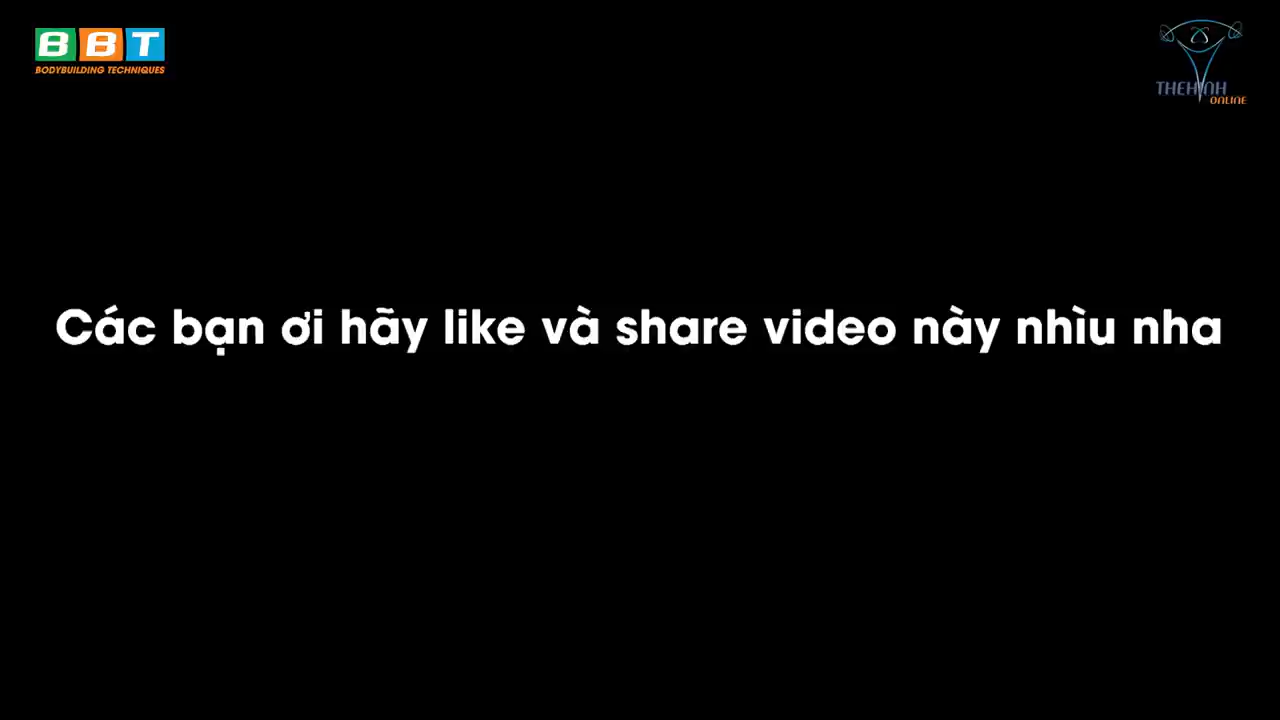 BBT
BODYBUILDING TECHNIQUES
THEHINH
ONLINE
Các bạn ơi hãy like và share video này nhìu nha